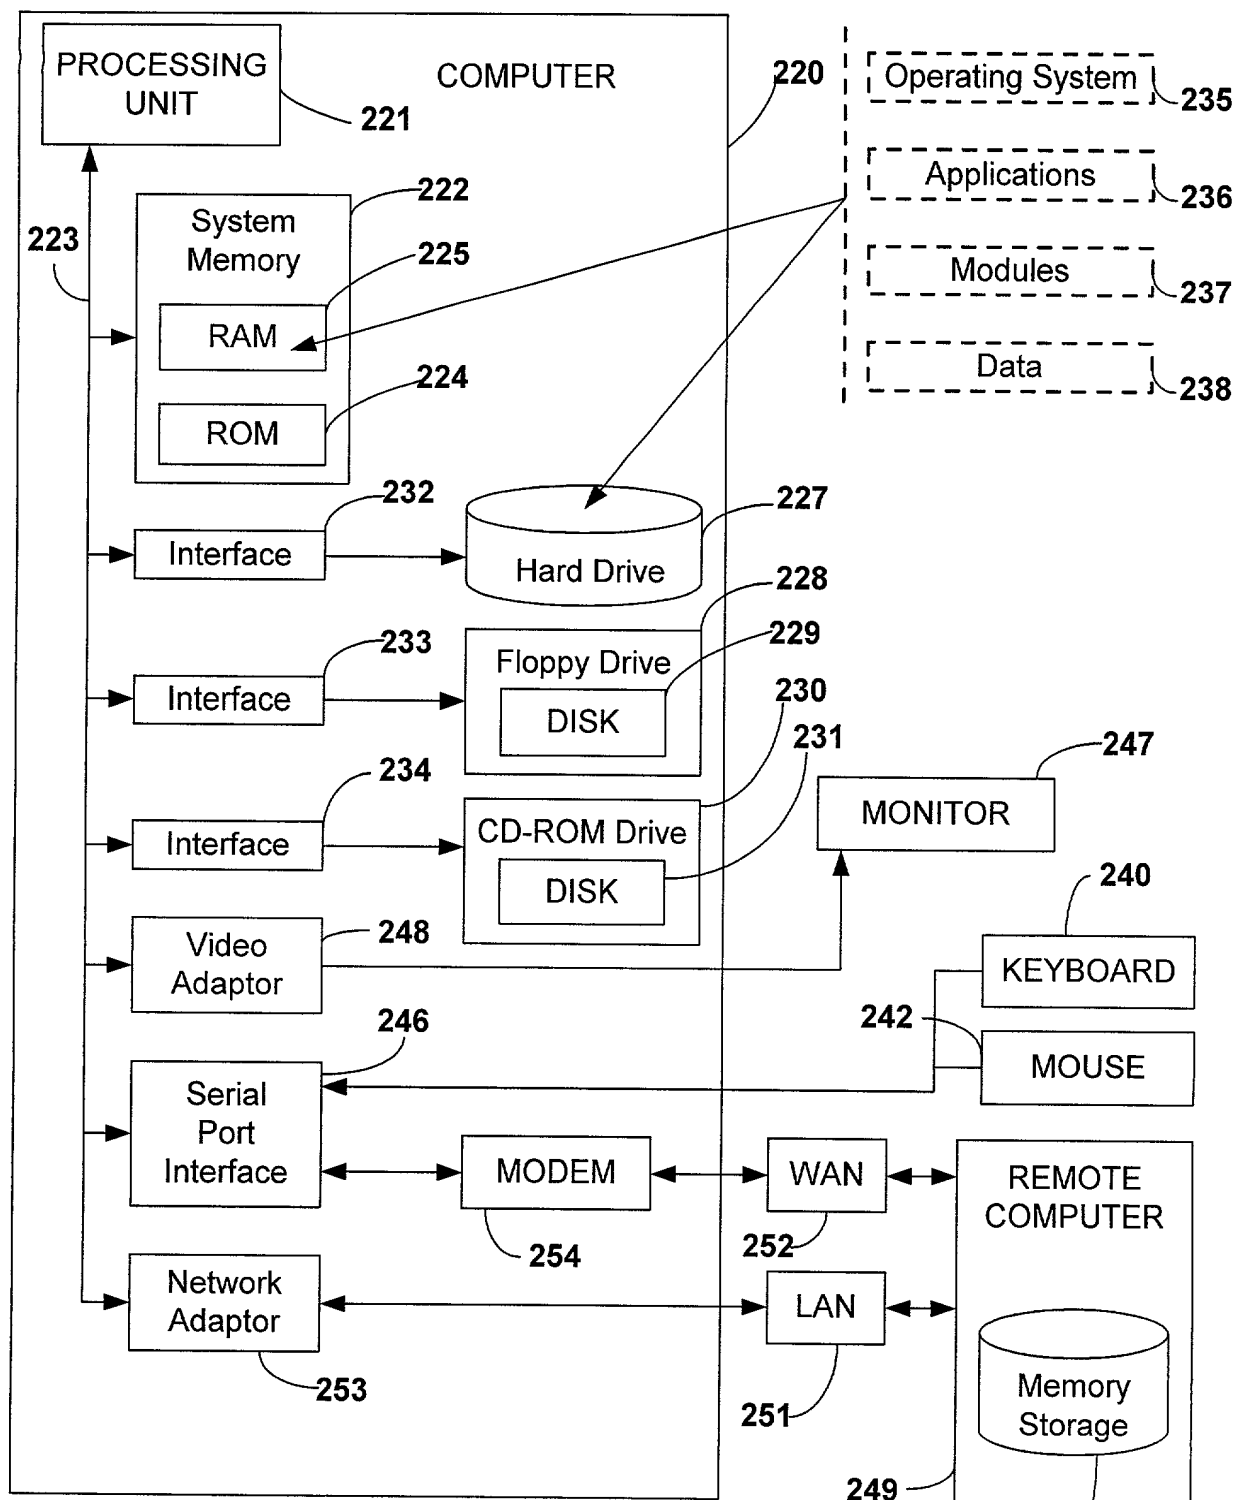 PROCESSING
UNIT
COMPUTER
220
221
Operating System
235
Applications
236
Modules
237
Data
238
222
System
Memory
223
225
RAM
224
ROM
232
Interface
227
Hard Drive
228
233
229
Floppy Drive
Interface
DISK
230
231
234
247
MONITOR
Interface
CD-ROM Drive
DISK
240
248
Video
Adaptor
KEYBOARD
246
242
MOUSE
Serial
Port
Interface
MODEM
254
WAN
252
REMOTE
COMPUTER
Network
Adaptor
253
LAN
251
Memory
Storage
249